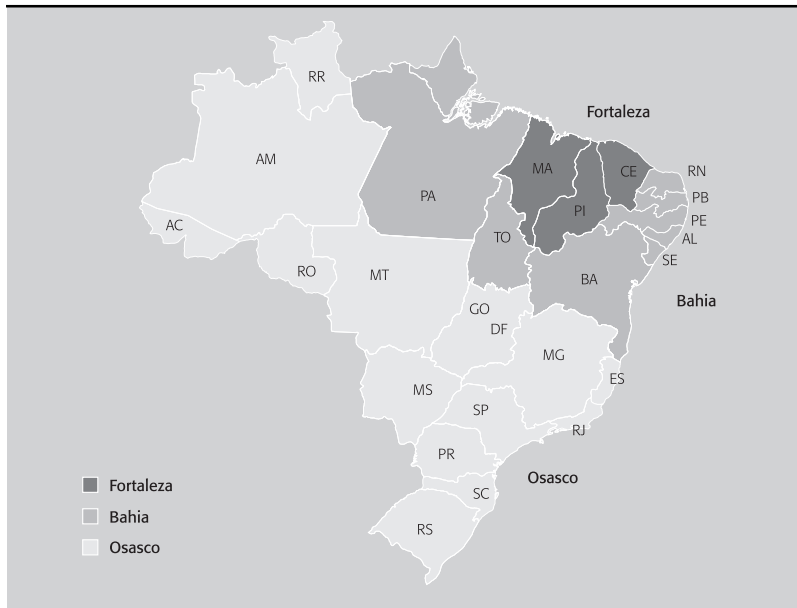 RR
Fortaleza
AM
MA
CE
RN
PA
PI
PB
PE
AC
TO
AL
SE
RO
MT
BA
Bahia
GO
DF
MG
ES
MS
SP
RJ
PR
Osasco
Fortaleza
SC
Bahia
RS
Osasco